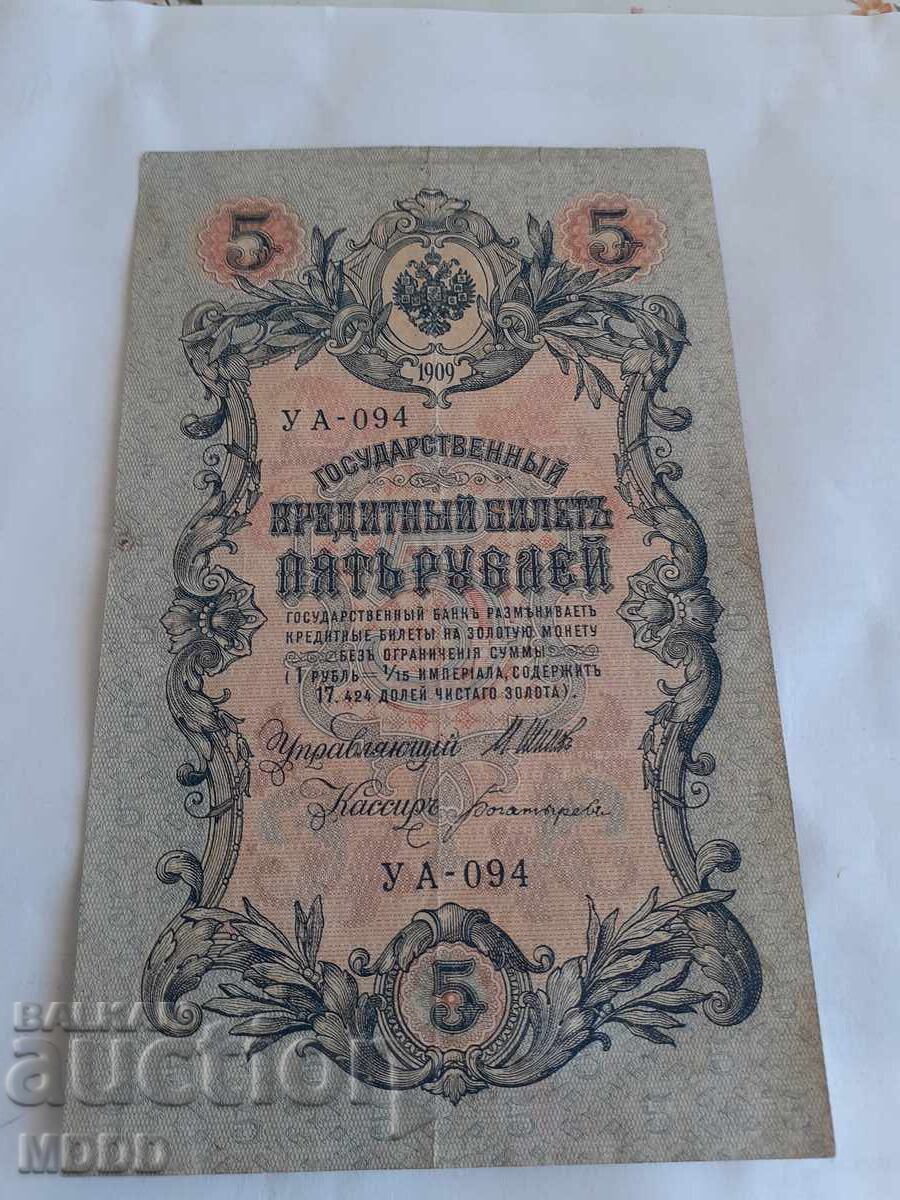 5 5
1909
УА-094
ГОСУДАРСТВЕННЫЙ
КРЕДИТНЫЙ БИЛЕТЪ
ПЯТЬ РУБЛЕЙ
ГОСУДАРСТВЕННЫЙ БАНКЪ РАЗМѢНИВАЕТЪ
КРЕДИТНЫЕ БИЛЕТЫ НА ЗОЛОТУЮ МОНЕТУ
БЕЗЪ ОГРАНИЧЕНІЯ СУММЫ
(1 РУБЛЬ = 1/15 ИМПЕРІАЛА, СОДЕРЖИТЪ
17.424 ДОЛЕЙ ЧИСТАГО ЗОЛОТА).
Управляющій И Шипов
Кассиръ Богатырев
УА-094
5
BALKAN
auction
MDDD